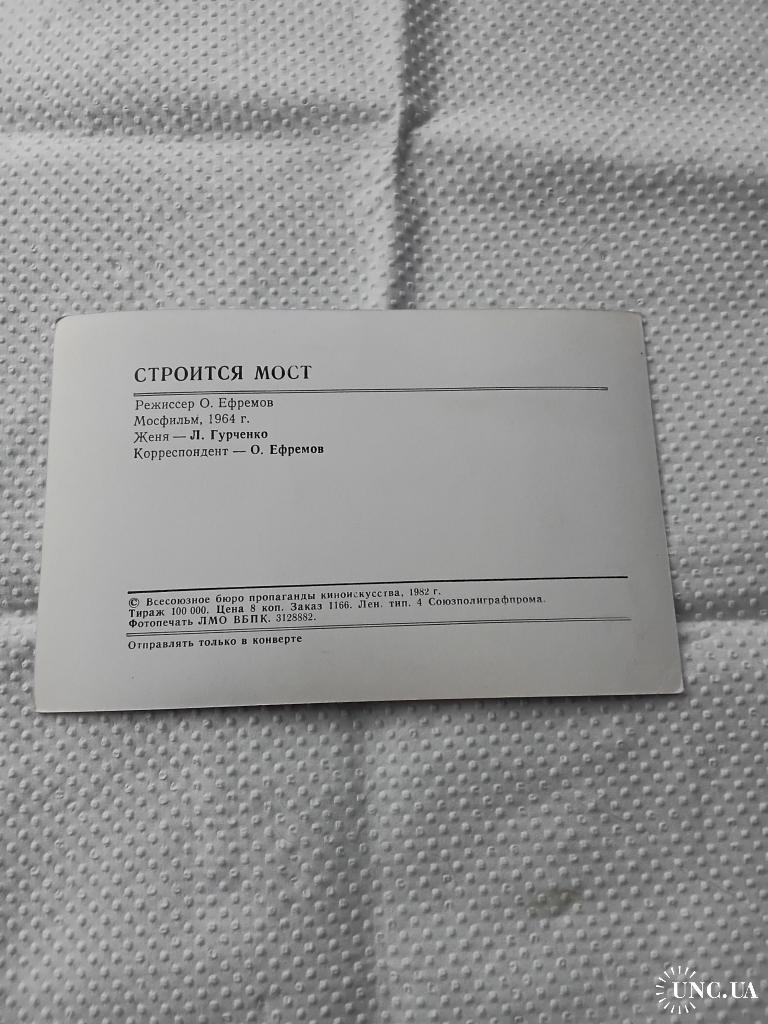 СТРОИТСЯ МОСТ
Режиссер О. Ефремов
Мосфильм, 1964 г.
Женя — Л. Гурченко
Корреспондент — О. Ефремов
© Всесоюзное бюро пропаганды киноискусства, 1982 г.
Тираж 100 000. Цена 8 коп. Заказ 1166. Лен. тип. 4 Союзполиграфпрома.
Фотопечать ЛМО ВБПК. 3128882.
Отправлять только в конверте
UNC.UA